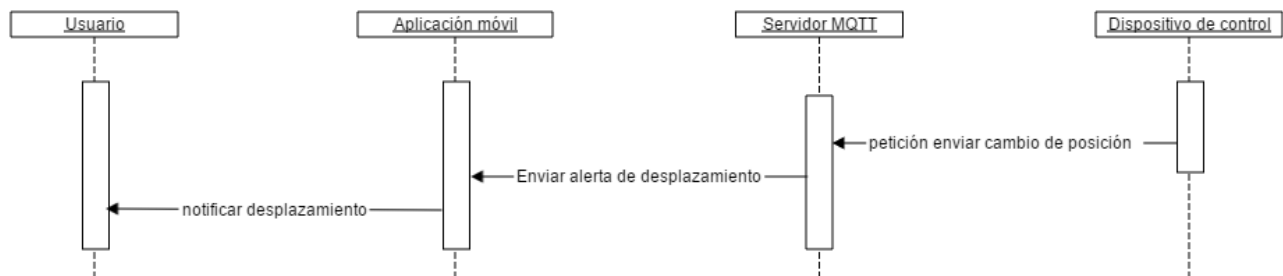 Usuario
Aplicación móvil
Servidor MQTT
Dispositivo de control
petición enviar cambio de posición
Enviar alerta de desplazamiento
notificar desplazamiento